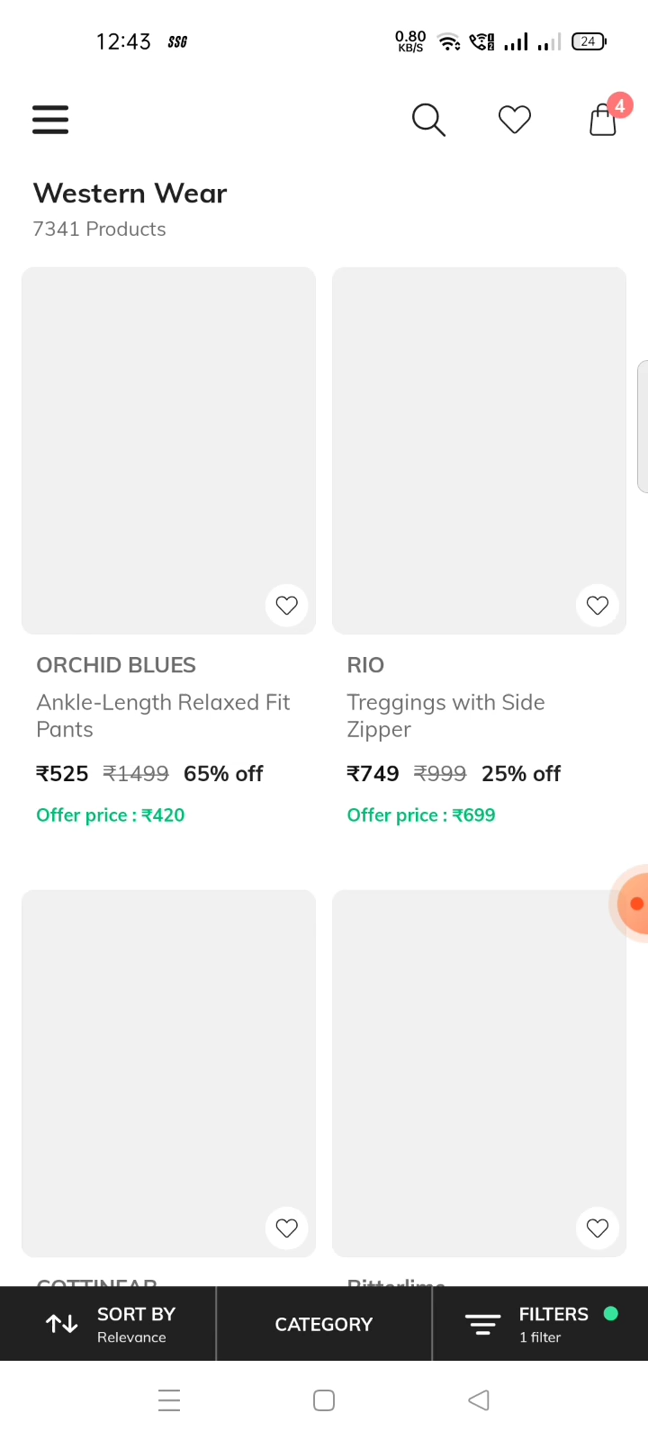 12:43 SSG 0.80 KB/S 24
4
Western Wear
7341 Products
ORCHID BLUES
Ankle-Length Relaxed Fit
Pants
₹525 ₹1499 65% off
Offer price : ₹420
RIO
Treggings with Side
Zipper
₹749 ₹999 25% off
Offer price : ₹699
Bitterlime
SORT BY
Relevance
CATEGORY
FILTERS
1 filter